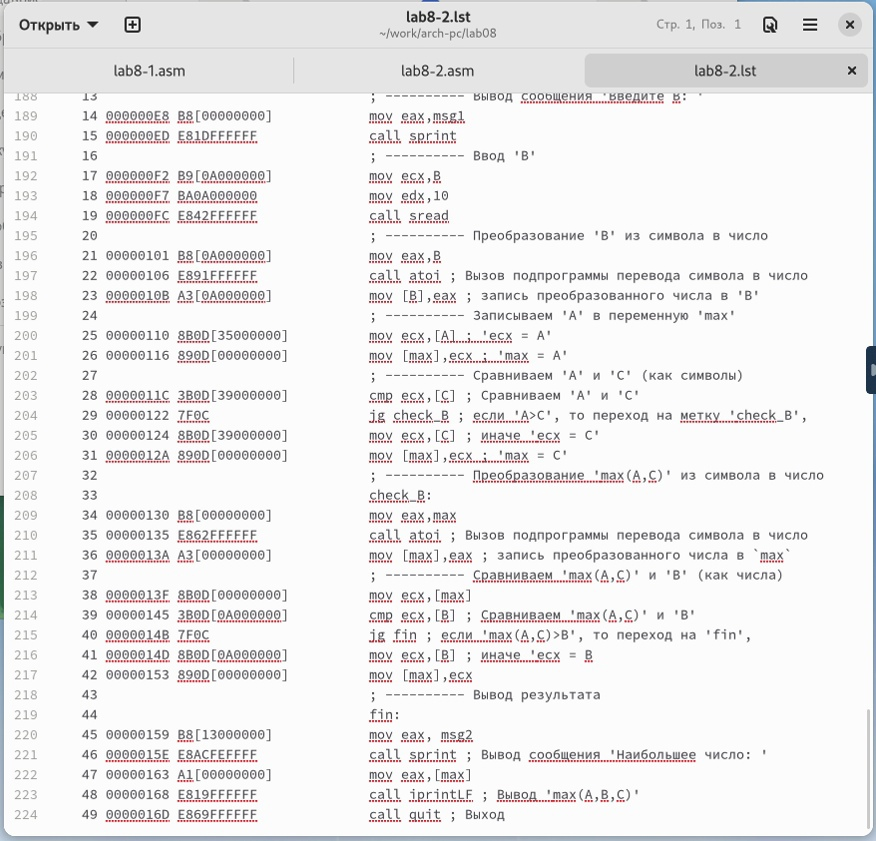 Открыть
lab8-2.lst
~/work/arch-pc/lab08
Стр. 1, Поз. 1
lab8-1.asm lab8-2.asm lab8-2.lst
188 13 ; ---------- Вывод сообщения 'Введите B: '
189 14 000000E8 B8[00000000] mov eax,msg1
190 15 000000ED E81DFFFFFF call sprint
191 16 ; ---------- Ввод 'B'
192 17 000000F2 B9[0A000000] mov ecx,B
193 18 000000F7 BA0A000000 mov edx,10
194 19 000000FC E842FFFFFF call sread
195 20 ; ---------- Преобразование 'B' из символа в число
196 21 00000101 B8[0A000000] mov eax,B
197 22 00000106 E891FFFFFF call atoi ; Вызов подпрограммы перевода символа в число
198 23 0000010B A3[0A000000] mov [B],eax ; запись преобразованного числа в 'B'
199 24 ; ---------- Записываем 'A' в переменную 'max'
200 25 00000110 8B0D[35000000] mov ecx,[A] ; 'ecx = A'
201 26 00000116 890D[00000000] mov [max],ecx ; 'max = A'
202 27 ; ---------- Сравниваем 'A' и 'C' (как символы)
203 28 0000011C 3B0D[39000000] cmp ecx,[C] ; Сравниваем 'A' и 'C'
204 29 00000122 7F0C jg check_B ; если 'A>C', то переход на метку 'check_B',
205 30 00000124 8B0D[39000000] mov ecx,[C] ; иначе 'ecx = C'
206 31 0000012A 890D[00000000] mov [max],ecx ; 'max = C'
207 32 ; ---------- Преобразование 'max(A,C)' из символа в число
208 33 check_B:
209 34 00000130 B8[00000000] mov eax,max
210 35 00000135 E862FFFFFF call atoi ; Вызов подпрограммы перевода символа в число
211 36 0000013A A3[00000000] mov [max],eax ; запись преобразованного числа в `max`
212 37 ; ---------- Сравниваем 'max(A,C)' и 'B' (как числа)
213 38 0000013F 8B0D[00000000] mov ecx,[max]
214 39 00000145 3B0D[0A000000] cmp ecx,[B] ; Сравниваем 'max(A,C)' и 'B'
215 40 0000014B 7F0C jg fin ; если 'max(A,C)>B', то переход на 'fin',
216 41 0000014D 8B0D[0A000000] mov ecx,[B] ; иначе 'ecx = B
217 42 00000153 890D[00000000] mov [max],ecx
218 43 ; ---------- Вывод результата
219 44 fin:
220 45 00000159 B8[13000000] mov eax, msg2
221 46 0000015E E8ACFEFFFF call sprint ; Вывод сообщения 'Наибольшее число: '
222 47 00000163 A1[00000000] mov eax,[max]
223 48 00000168 E819FFFFFF call iprintLF ; Вывод 'max(A,B,C)'
224 49 0000016D E869FFFFFF call quit ; Выход